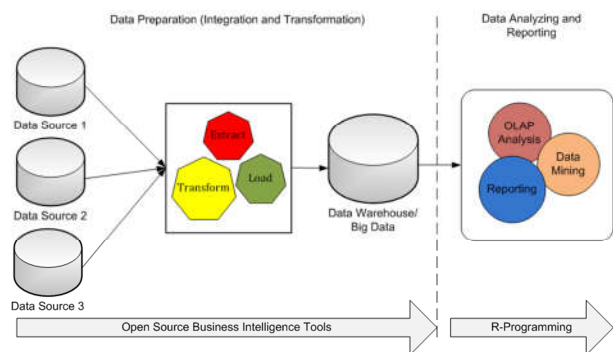 Data Preparation (Integration and Transformation)
Data Analyzing and
Reporting
Data Source 1
Data Source 2
Data Source 3
Extract
Transform
Load
Data Warehouse/
Big Data
OLAP
Analysis
Data
Mining
Reporting
Open Source Business Intelligence Tools
R-Programming